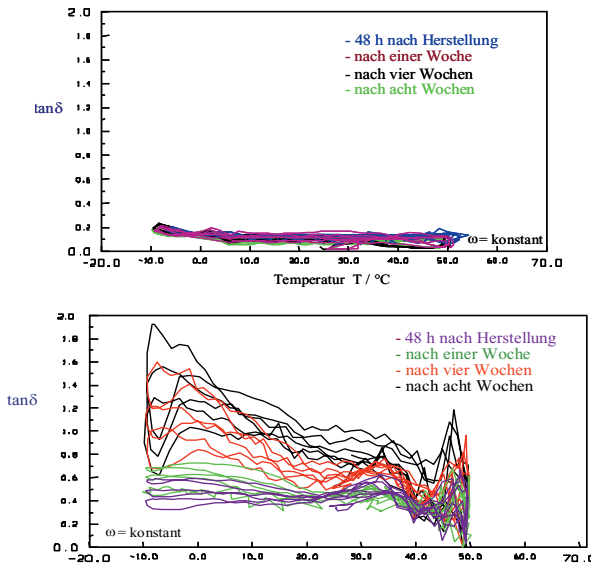 2.0
- 48 h nach Herstellung
1.8
- nach einer Woche
1.6
- nach vier Wochen
1.4
- nach acht Wochen
1.2
tanδ
1.0
0.8
0.6
0.4
0.2
ω= konstant
0.0
-20.0 -10.0 0.0 10.0 20.0 30.0 40.0 50.0 70.0
Temperatur T / °C
2.0
- 48 h nach Herstellung
1.8
- nach einer Woche
1.6
- nach vier Wochen
- nach acht Wochen
1.4
tanδ
1.2
1.0
0.8
0.6
0.4
0.2
ω= konstant
0.0
-20.0 -10.0 0.0 10.0 20.0 30.0 40.0 50.0 70.0